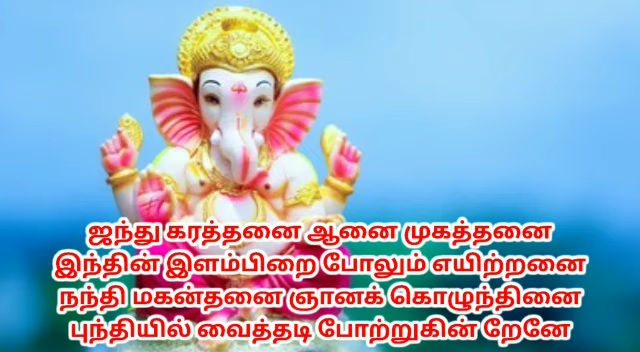 ஐந்து கரத்தனை ஆனை முகத்தனை
இந்தின் இளம்பிறை போலும் எயிற்றனை
நந்தி மகன்தனை ஞானக் கொழுந்தினை
புந்தியில் வைத்தடி போற்றுகின் றேனே